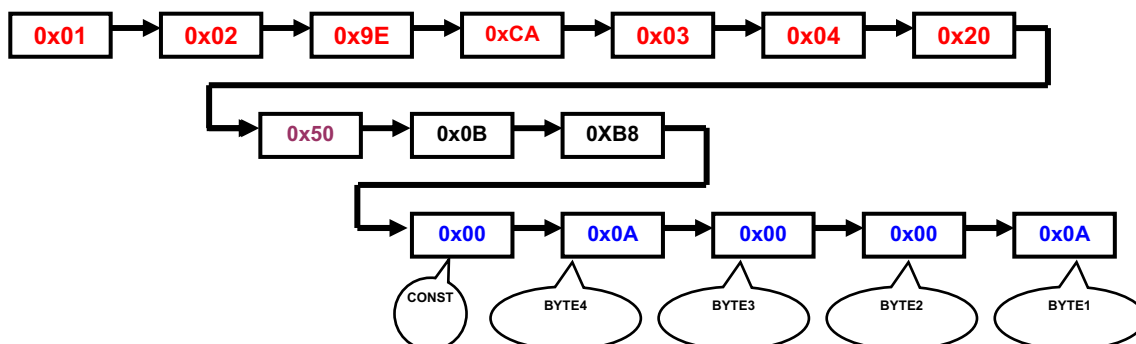 0x01 0x02 0x9E 0xCA 0x03 0x04 0x20
0x50 0x0B 0XB8
0x00 0x0A 0x00 0x00 0x0A
CONST BYTE4 BYTE3 BYTE2 BYTE1